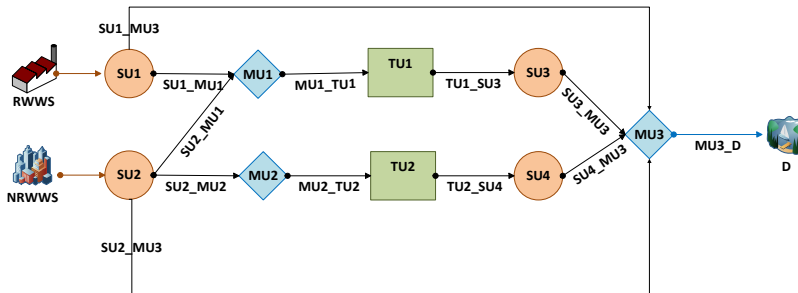 SU1_MU3
RWWS
SU1
SU1_MU1
MU1
MU1_TU1
TU1
TU1_SU3
SU3
SU3_MU3
SU2_MU1
MU3
MU3_D
D
NRWWS
SU2
SU2_MU2
MU2
MU2_TU2
TU2
TU2_SU4
SU4
SU4_MU3
SU2_MU3